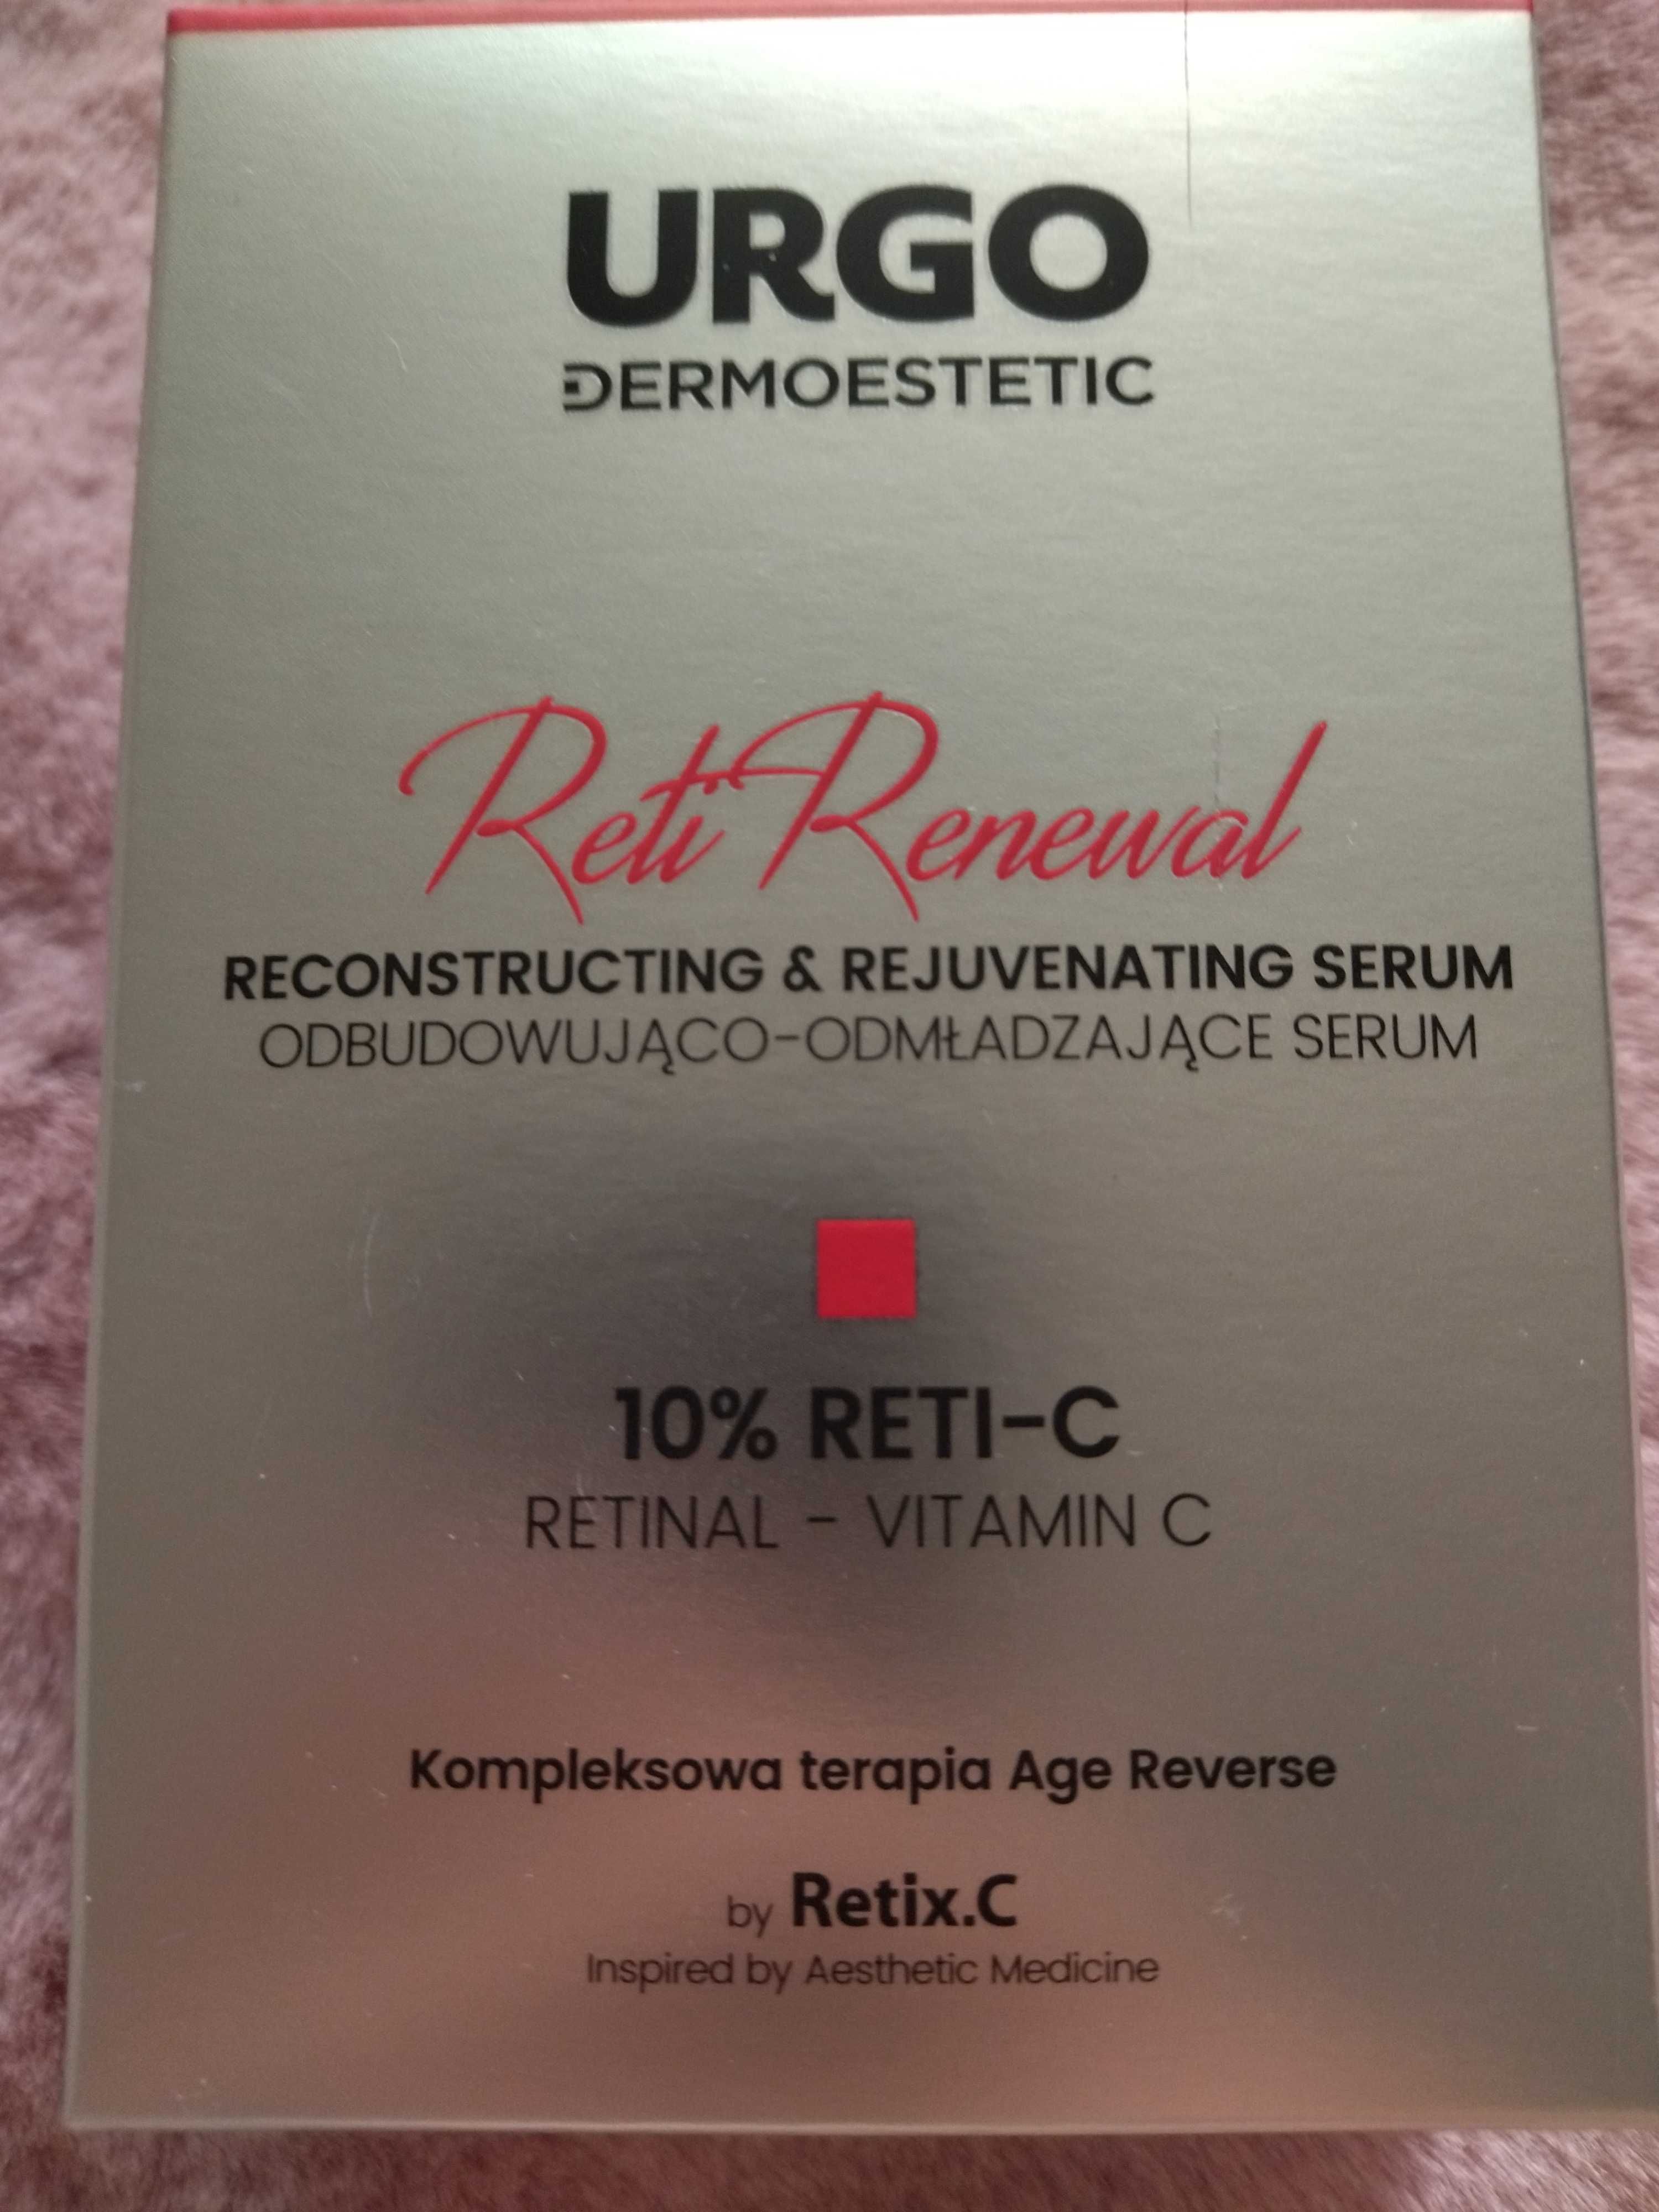 URGO
DERMOESTETIC
Reti Renewal
RECONSTRUCTING & REJUVENATING SERUM
ODBUDOWUJĄCO-ODMŁADZAJĄCE SERUM
10% RETI-C
RETINAL - VITAMIN C
Kompleksowa terapia Age Reverse
by Retix.C
Inspired by Aesthetic Medicine